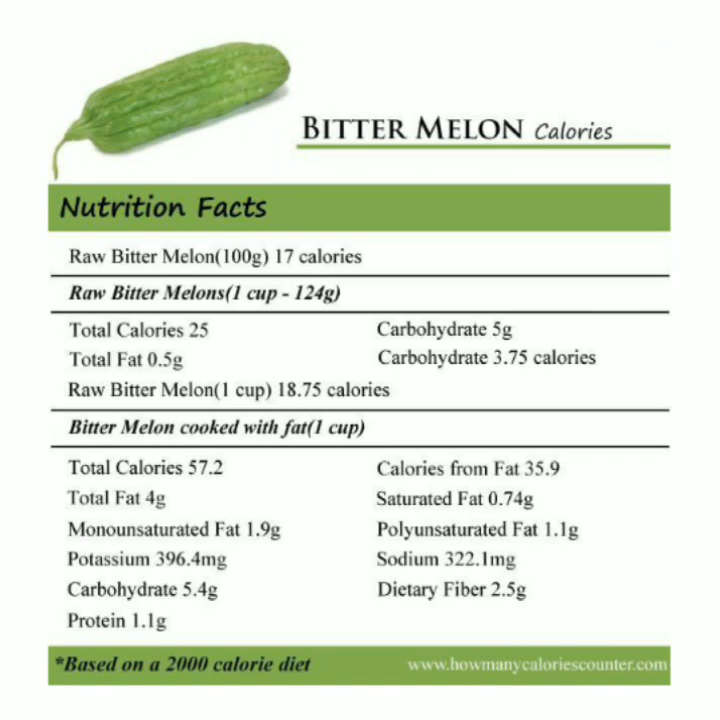 BITTER MELON Calories
Nutrition Facts
Raw Bitter Melon(100g) 17 calories
Raw Bitter Melons(1 cup - 124g)
Total Calories 25 Carbohydrate 5g
Total Fat 0.5g Carbohydrate 3.75 calories
Raw Bitter Melon(1 cup) 18.75 calories
Bitter Melon cooked with fat(1 cup)
Total Calories 57.2 Calories from Fat 35.9
Total Fat 4g Saturated Fat 0.74g
Monounsaturated Fat 1.9g Polyunsaturated Fat 1.1g
Potassium 396.4mg Sodium 322.1mg
Carbohydrate 5.4g Dietary Fiber 2.5g
Protein 1.1g
*Based on a 2000 calorie diet www.howmanycaloriescounter.com